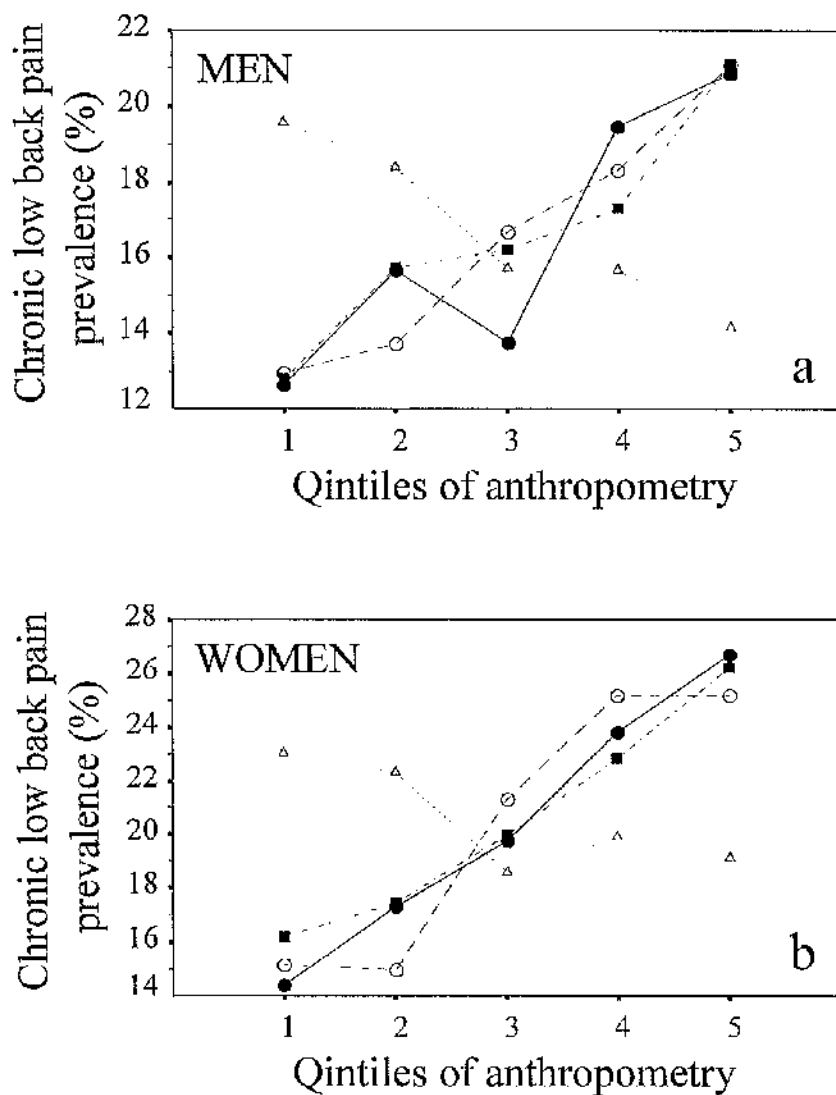 MEN
Chronic low back pain
prevalence (%)
22
20
18
16
14
12
a
1 2 3 4 5
Qintiles of anthropometry
WOMEN
Chronic low back pain
prevalence (%)
28
26
24
22
20
18
16
14
b
1 2 3 4 5
Qintiles of anthropometry